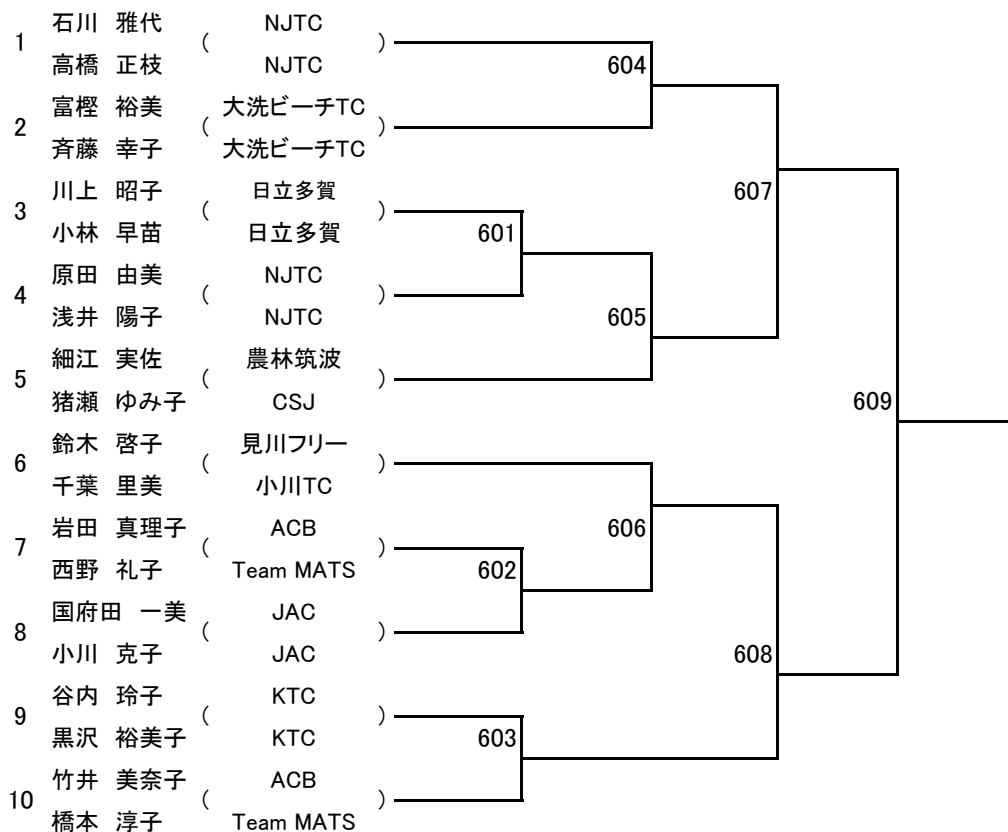 石川 雅代 NJTC
1 ( ) 
高橋 正枝 NJTC 604
富樫 裕美 大洗ビーチTC
2 ( )
斉藤 幸子 大洗ビーチTC
川上 昭子 日立多賀 607
3 ( )
小林 早苗 日立多賀 601
原田 由美 NJTC
4 ( )
浅井 陽子 NJTC 605
細江 実佐 農林筑波
5 ( )
猪瀬 ゆみ子 CSJ 609
鈴木 啓子 見川フリー
6 ( )
千葉 里美 小川TC
岩田 真理子 ACB 606
7 ( )
西野 礼子 Team MATS 602
国府田 一美 JAC
8 ( )
小川 克子 JAC 608
谷内 玲子 KTC
9 ( )
黒沢 裕美子 KTC 603
竹井 美奈子 ACB
10 ( )
橋本 淳子 Team MATS